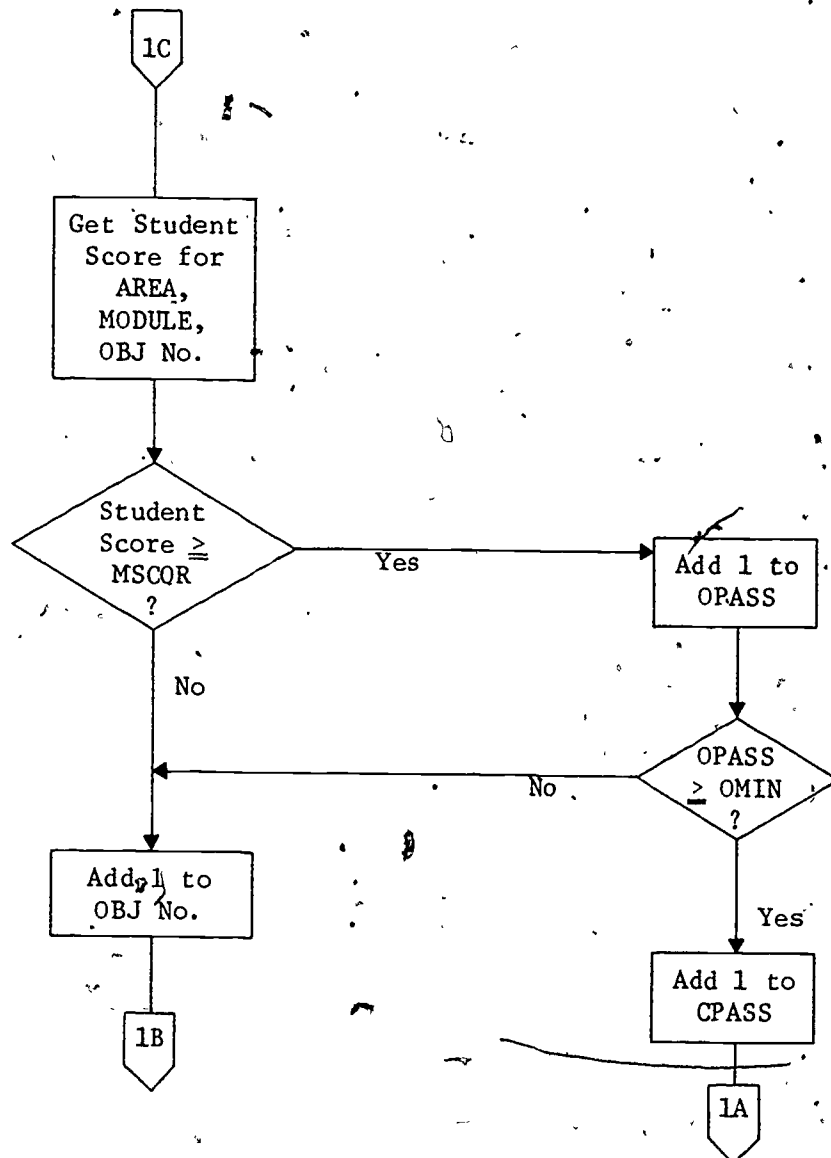 1C
Get Student
Score for
AREA,
MODULE,
OBJ No.
Student
Score ≥
MSCOR
?
Yes
Add 1 to
OPASS
No
OPASS
≥ OMIN
?
No
Add 1 to
OBJ No.
Yes
Add 1 to
CPASS
1B
1A